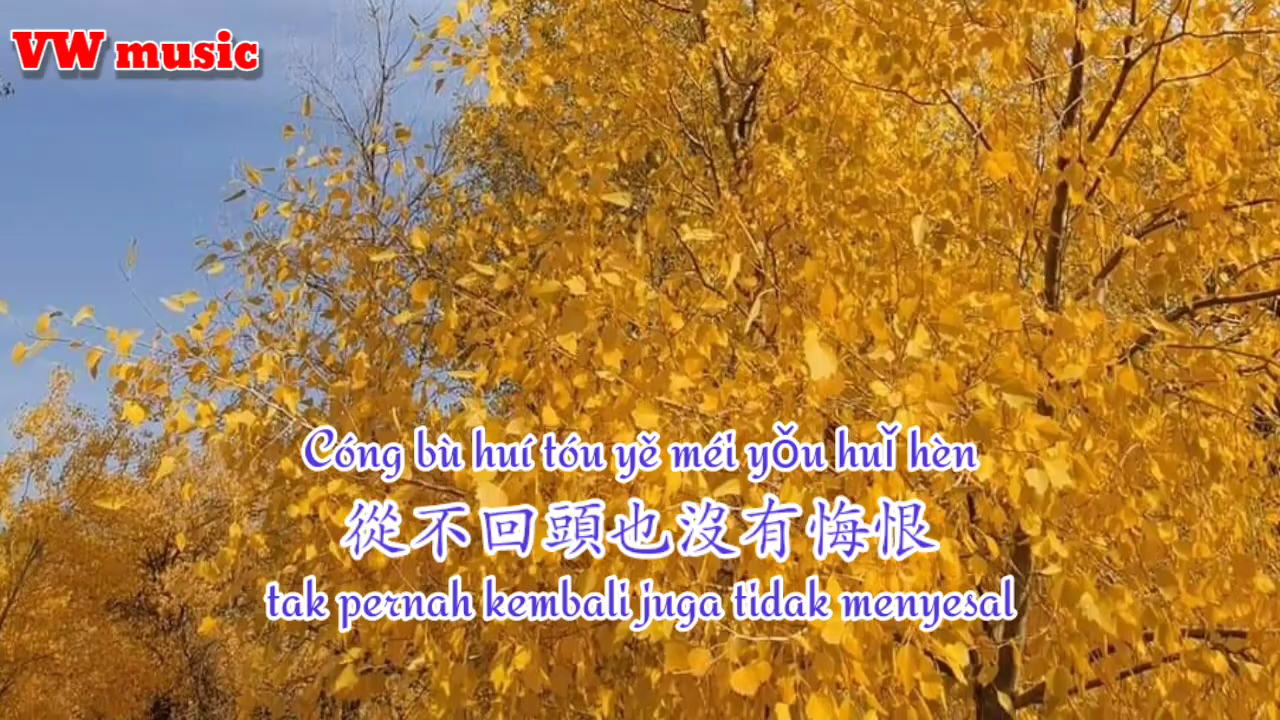 VW music
Cóng bù huí tóu yě méi yǒu huǐ hèn
從不回頭也沒有悔恨
tak pernah kembali juga tidak menyesal